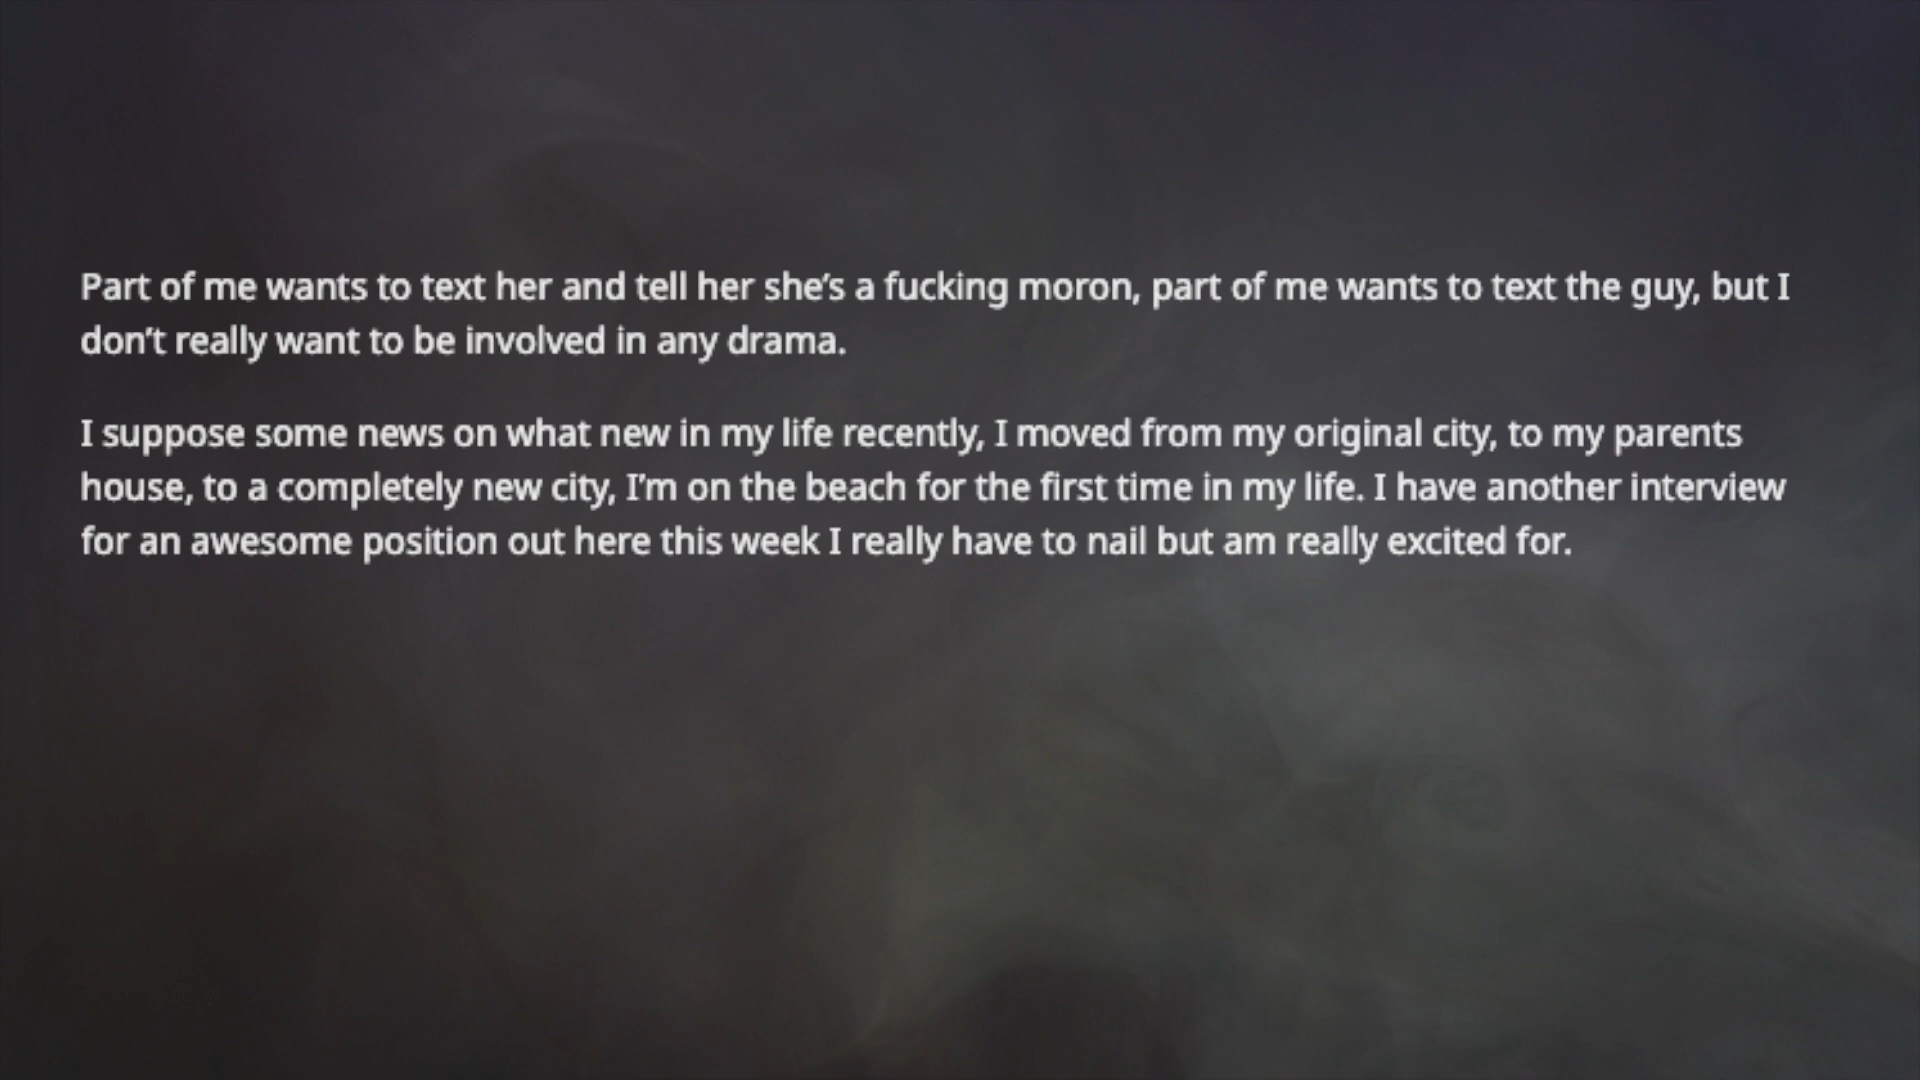 Part of me wants to text her and tell her she's a fucking moron, part of me wants to text the guy, but I
don't really want to be involved in any drama.
I suppose some news on what new in my life recently, I moved from my original city, to my parents
house, to a completely new city, I'm on the beach for the first time in my life. I have another interview
for an awesome position out here this week I really have to nail but am really excited for.